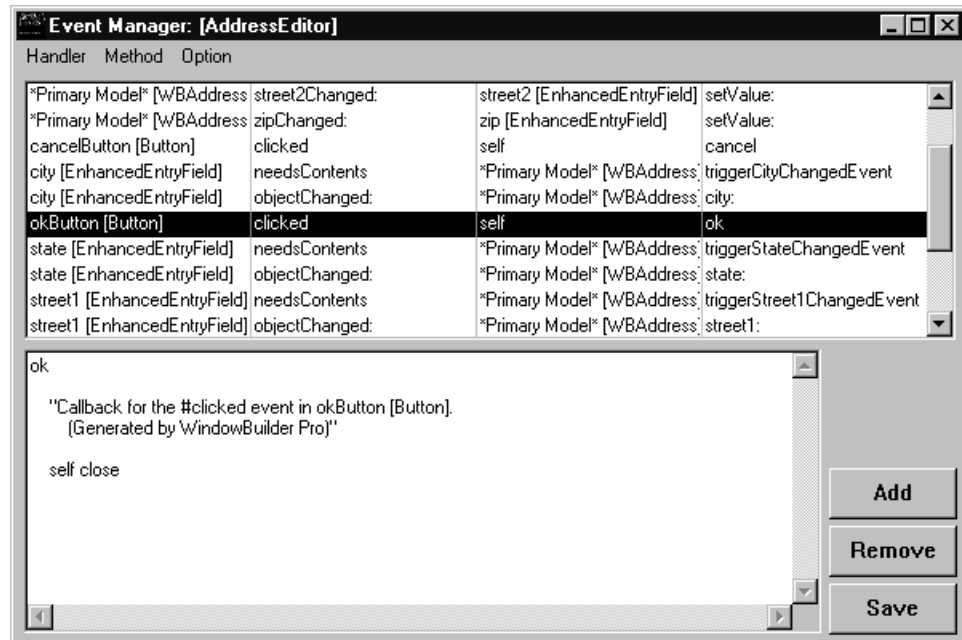 Event Manager: [AddressEditor]
Handler Method Option
*Primary Model* [WBAddress street2Changed: street2 [EnhancedEntryField] setValue:
*Primary Model* [WBAddress zipChanged: zip [EnhancedEntryField] setValue:
cancelButton [Button] clicked self cancel
city [EnhancedEntryField] needsContents *Primary Model* [WBAddress] triggerCityChangedEvent
city [EnhancedEntryField] objectChanged: *Primary Model* [WBAddress] city:
okButton [Button] clicked self ok
state [EnhancedEntryField] needsContents *Primary Model* [WBAddress] triggerStateChangedEvent
state [EnhancedEntryField] objectChanged: *Primary Model* [WBAddress] state:
street1 [EnhancedEntryField] needsContents *Primary Model* [WBAddress] triggerStreet1ChangedEvent
street1 [EnhancedEntryField] objectChanged: *Primary Model* [WBAddress] street1:
ok
"Callback for the #clicked event in okButton [Button].
(Generated by WindowBuilder Pro)"
self close
Add
Remove
Save